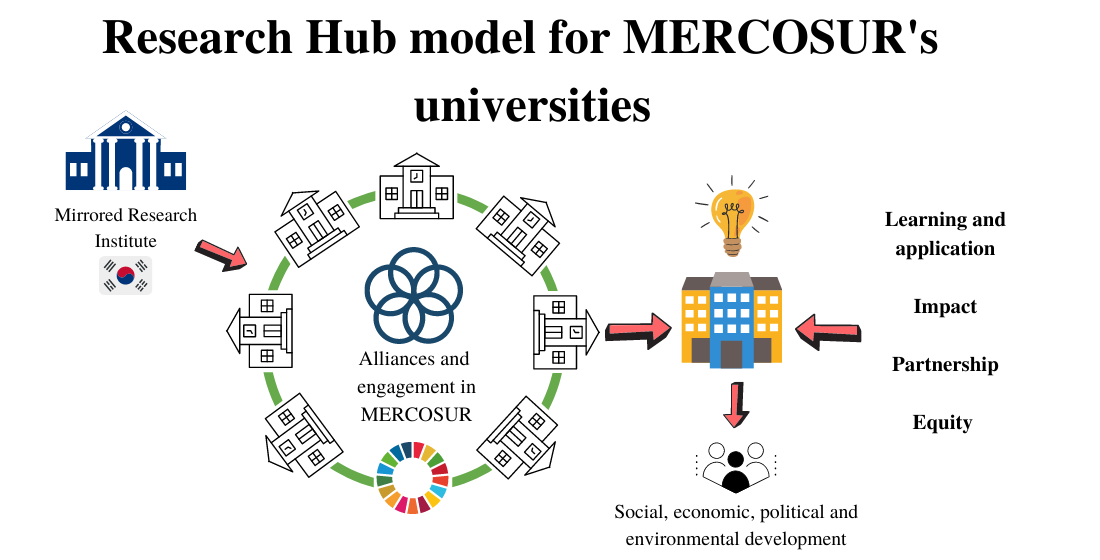 Research Hub model for MERCOSUR's
universities
Mirrored Research
Institute
Alliances and
engagement in
MERCOSUR
Learning and
application
Impact
Partnership
Equity
Social, economic, political and
environmental development